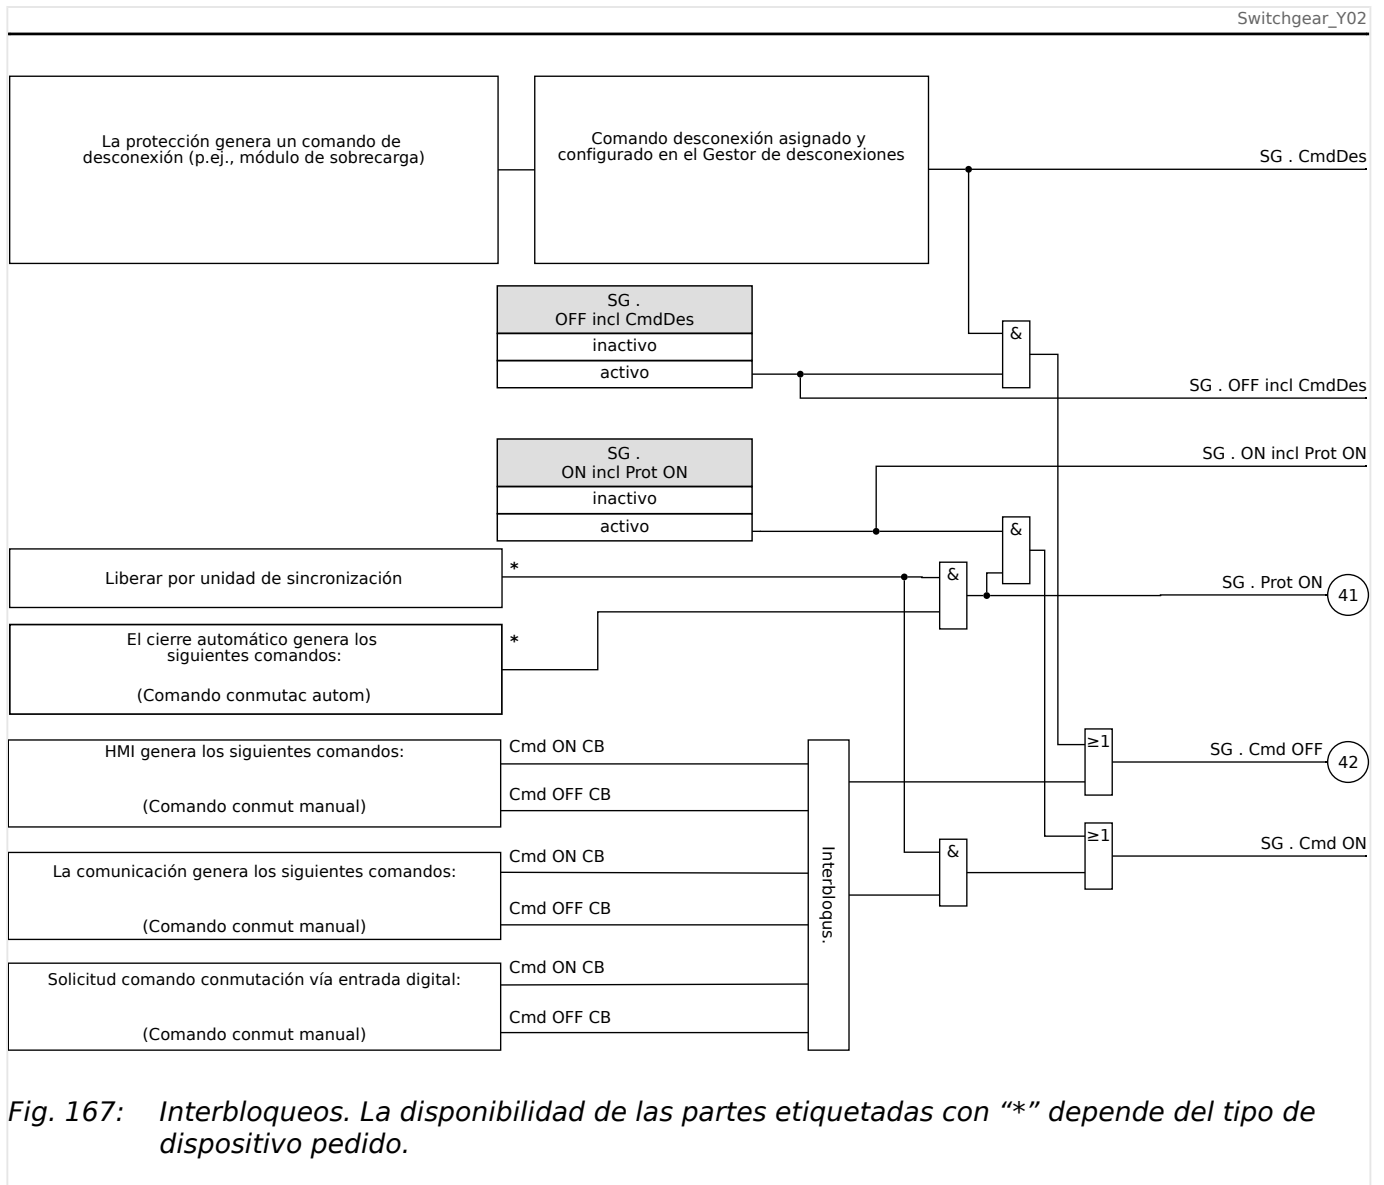 Switchgear_Y02
La protección genera un comando de
desconexión (p.ej., módulo de sobrecarga)
Comando desconexión asignado y
configurado en el Gestor de desconexiones
SG . CmdDes
SG .
OFF incl CmdDes
inactivo
activo
&
SG . OFF incl CmdDes
SG .
ON incl Prot ON
inactivo
activo
SG . ON incl Prot ON
&
Liberar por unidad de sincronización
*
&
SG . Prot ON
41
El cierre automático genera los
siguientes comandos:
(Comando conmutac autom)
*
HMI genera los siguientes comandos:
(Comando conmut manual)
Cmd ON CB
Cmd OFF CB
≥1
SG . Cmd OFF
42
La comunicación genera los siguientes comandos:
(Comando conmut manual)
Cmd ON CB
Cmd OFF CB
Interbloqus.
&
≥1
SG . Cmd ON
Solicitud comando conmutación vía entrada digital:
(Comando conmut manual)
Cmd ON CB
Cmd OFF CB
Fig. 167: Interbloqueos. La disponibilidad de las partes etiquetadas con “*” depende del tipo de
dispositivo pedido.